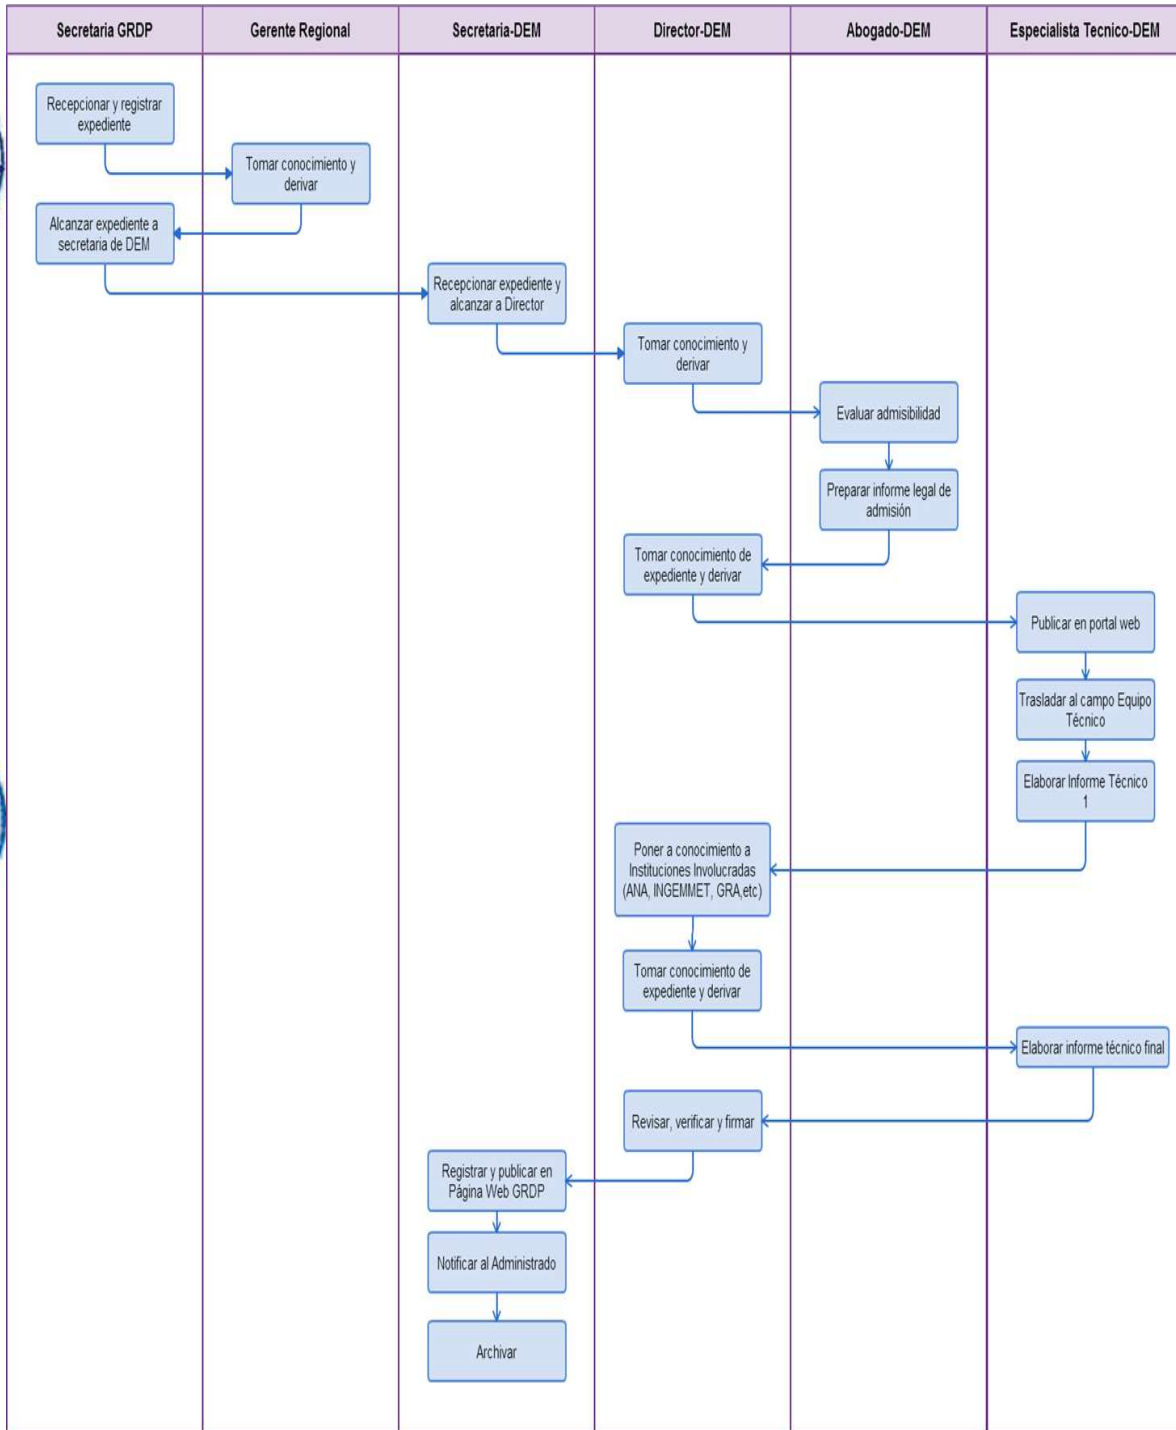 Secretaria GRDP
Gerente Regional
Secretaria-DEM
Director-DEM
Abogado-DEM
Especialista Tecnico-DEM
Recepcionar y registrar
expediente
Tomar conocimiento y
derivar
Alcanzar expediente a
secretaria de DEM
Recepcionar expediente y
alcanzar a Director
Tomar conocimiento y
derivar
Evaluar admisibilidad
Preparar informe legal de
admisión
Tomar conocimiento de
expediente y derivar
Publicar en portal web
Trasladar al campo Equipo
Técnico
Elaborar Informe Técnico
1
Poner a conocimiento a
Instituciones Involucradas
(ANA, INGEMMET, GRA,etc)
Tomar conocimiento de
expediente y derivar
Elaborar informe técnico final
Revisar, verificar y firmar
Registrar y publicar en
Página Web GRDP
Notificar al Administrado
Archivar